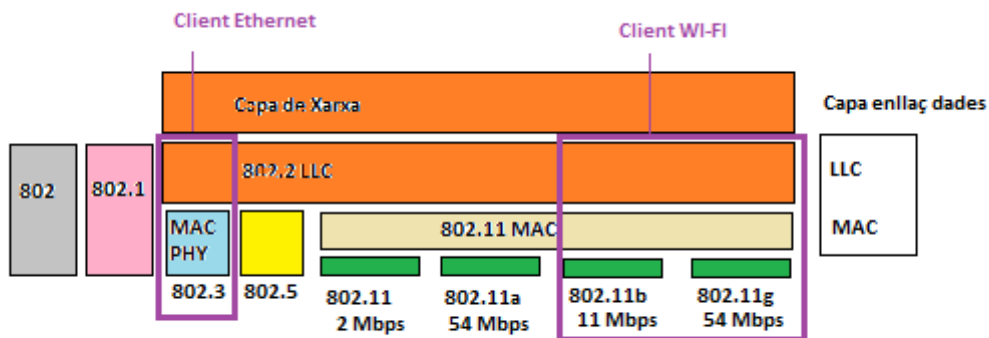 Client Ethernet
Client WI-FI
Capa de Xarxa
Capa enllaç dades
802
802.1
802.2 LLC
LLC
MAC
PHY
802.11 MAC
MAC
802.3
802.5
802.11
2 Mbps
802.11a
54 Mbps
802.11b
11 Mbps
802.11g
54 Mbps